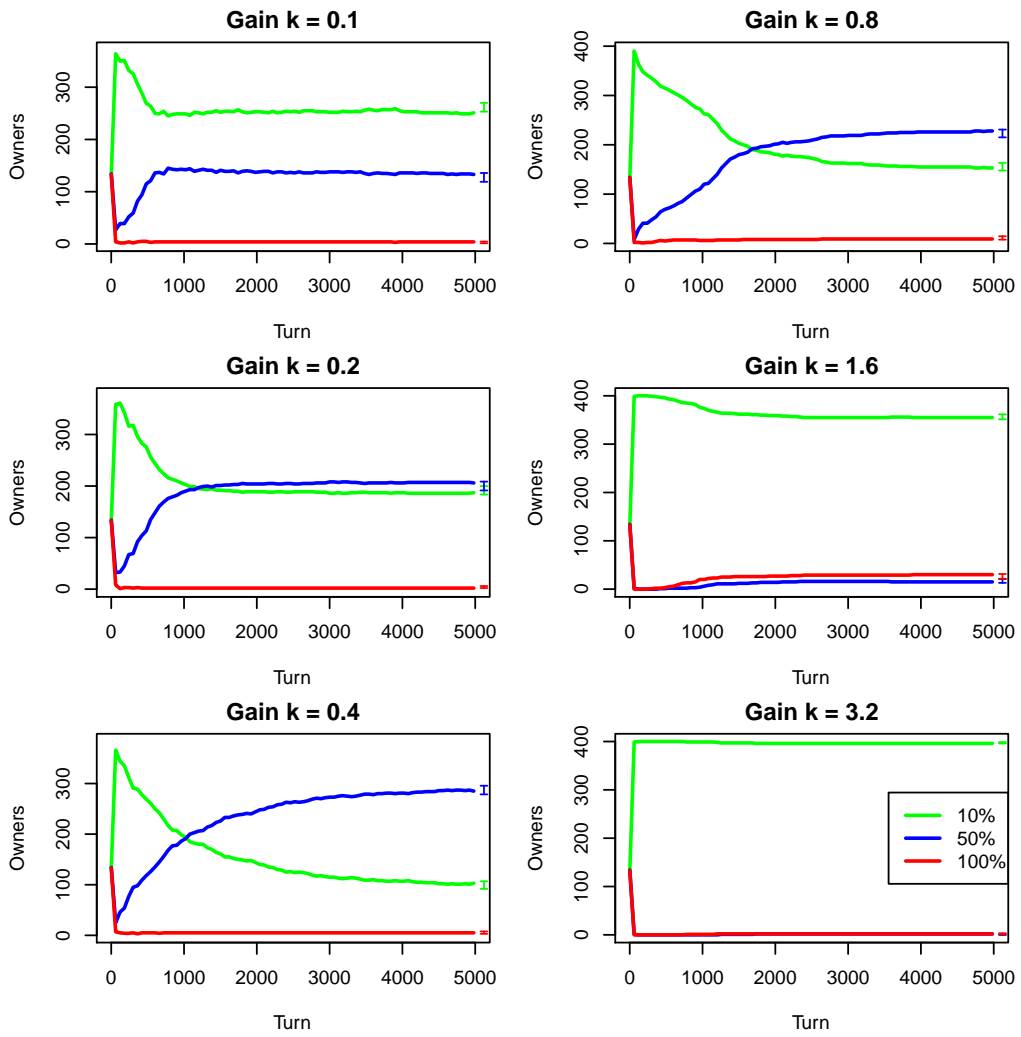 Gain k = 0.1
Owners
0 100 200 300
0 1000 2000 3000 4000 5000
Turn
Gain k = 0.8
Owners
0 100 200 300 400
0 1000 2000 3000 4000 5000
Turn
Gain k = 0.2
Owners
0 100 200 300
0 1000 2000 3000 4000 5000
Turn
Gain k = 1.6
Owners
0 100 200 300 400
0 1000 2000 3000 4000 5000
Turn
Gain k = 0.4
Owners
0 100 200 300
0 1000 2000 3000 4000 5000
Turn
Gain k = 3.2
Owners
0 100 200 300 400
0 1000 2000 3000 4000 5000
Turn
10%
50%
100%